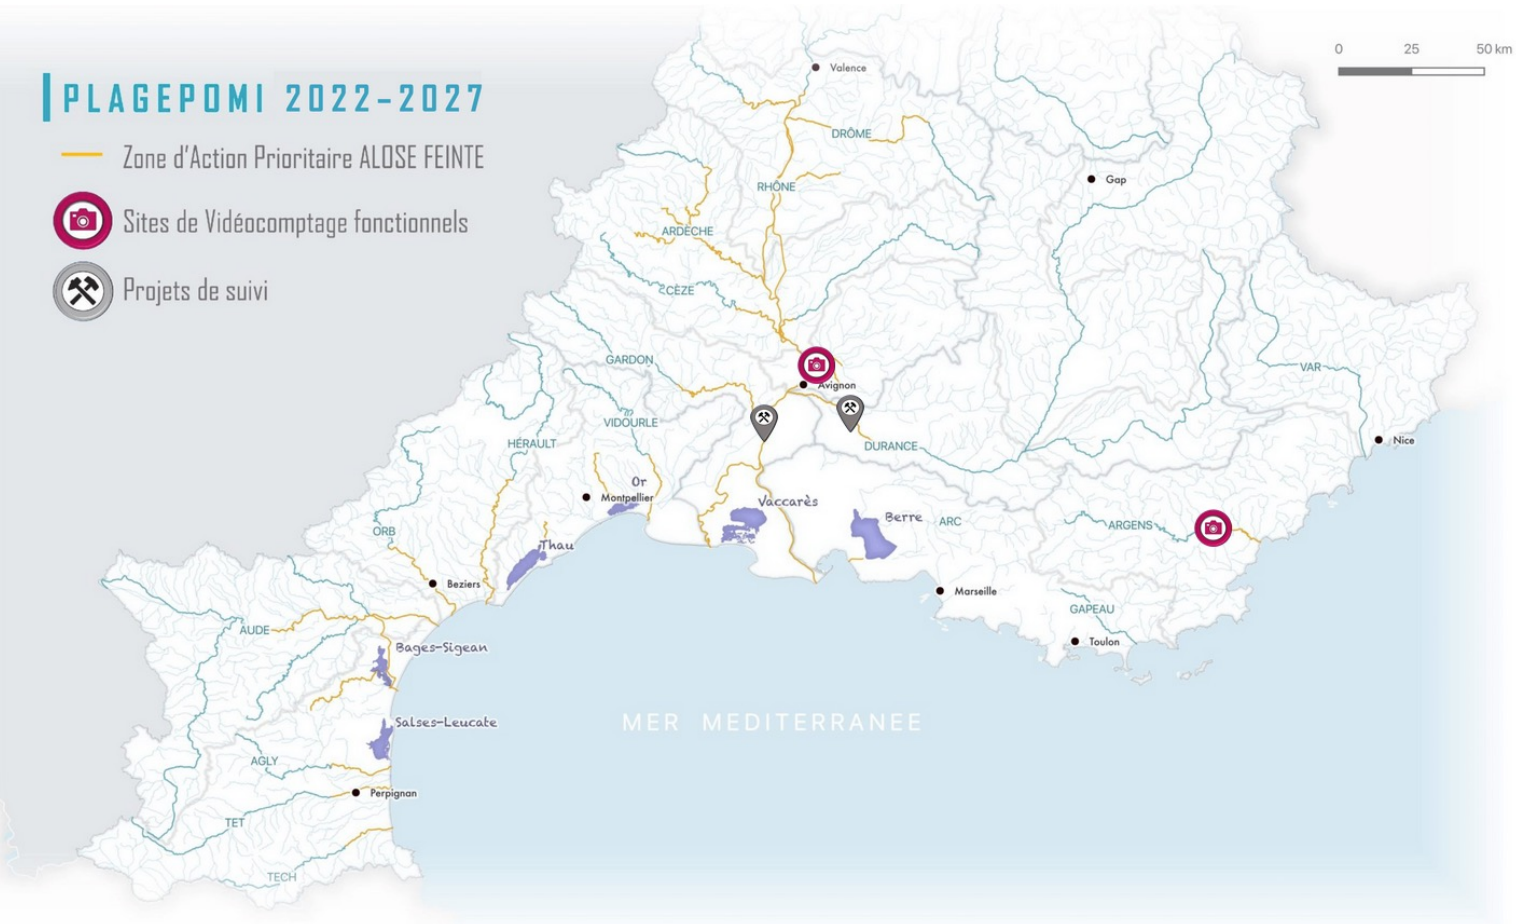 PLAGEPOMI 2022-2027
Zone d'Action Prioritaire ALOSE FEINTE
Sites de Vidéocomptage fonctionnels
Projets de suivi
0 25 50 km
Valence
DRÔME
Gap
RHÔNE
ARDÈCHE
CÈZE
GARDON
VAR
Avignon
VIDOURLE
HÉRAULT
DURANCE
Nice
Or
Montpellier
Vaccarès
Berre
ARC
ARGENS
ORB
Thau
Beziers
Marseille
GAPEAU
AUDE
Toulon
Bages-Sigean
Salses-Leucate
MER MEDITERRANEE
AGLY
Perpignan
TET
TECH